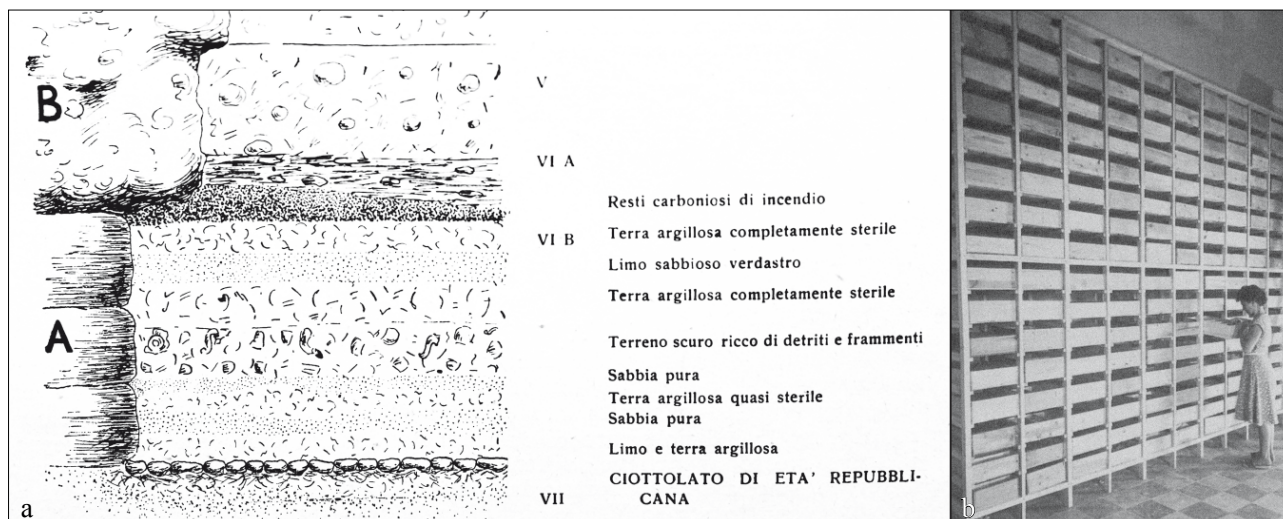 B
V
VI A
Resti carboniosi di incendio
VI B
Terra argillosa completamente sterile
Limo sabbioso verdastro
Terra argillosa completamente sterile
A
Terreno scuro ricco di detriti e frammenti
Sabbia pura
Terra argillosa quasi sterile
Sabbia pura
Limo e terra argillosa
CIOTTOLATO DI ETA' REPUBBLI-
CANA
VII
a
b